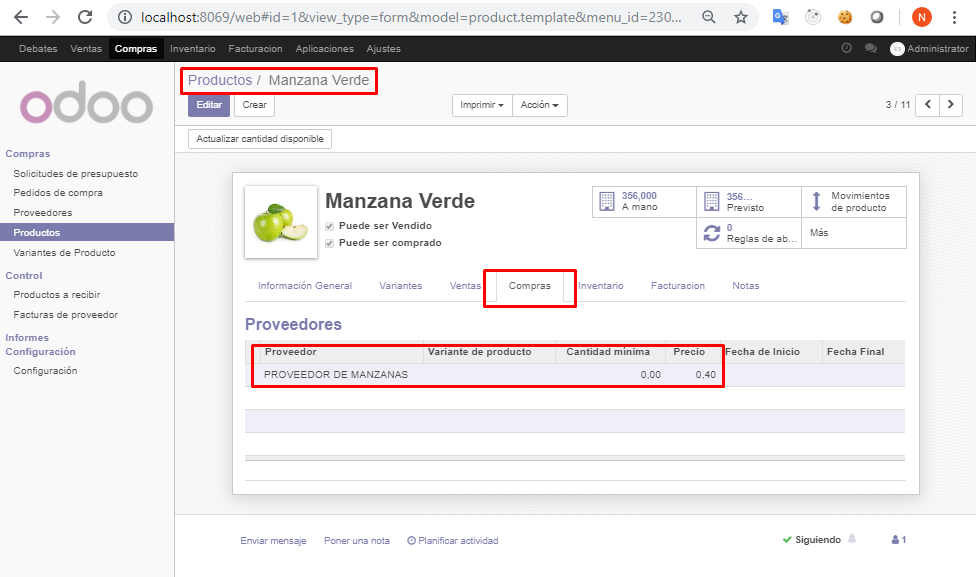 localhost:8069/web#id=1&view_type=form&model=product.template&menu_id=230...
N
Debates Ventas Compras Inventario Facturacion Aplicaciones Ajustes Administrator
odoo
Productos / Manzana Verde
Editar Crear Imprimir Acción 3 / 11
Actualizar cantidad disponible
Compras
Solicitudes de presupuesto
Pedidos de compra
Proveedores
Productos
Variantes de Producto
Control
Productos a recibir
Facturas de proveedor
Informes
Configuración
Configuración
Manzana Verde
Puede ser Vendido
Puede ser comprado
356,000
A mano
356...
Previsto
Movimientos
de producto
0
Reglas de ab...
Más
Información General Variantes Ventas Compras Inventario Facturacion Notas
Proveedores
Proveedor Variante de producto Cantidad mínima Precio Fecha de Inicio Fecha Final
PROVEEDOR DE MANZANAS 0,00 0,40
Enviar mensaje Poner una nota Planificar actividad Siguiendo 1